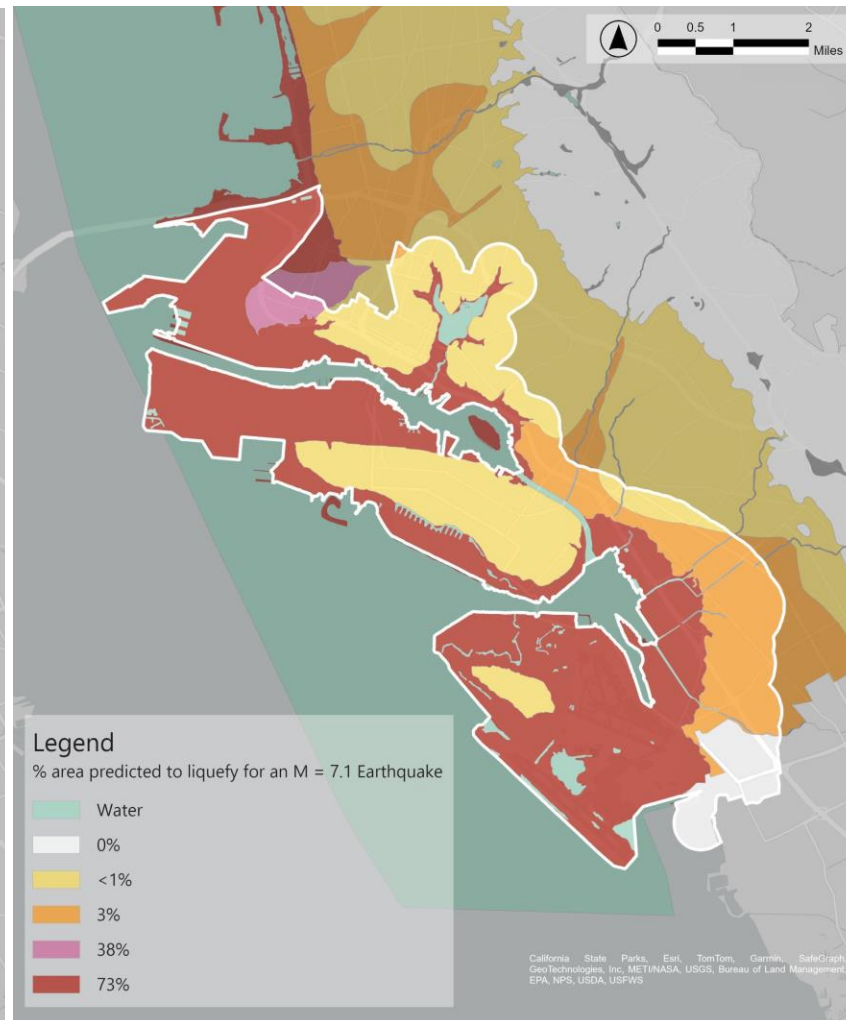 0 0.5 1 2
Miles
Legend
% area predicted to liquefy for an M = 7.1 Earthquake
Water
0%
<1%
3%
38%
73%
California State Parks, Esri, TomTom, Garmin, SafeGraph,
GeoTechnologies, Inc, METI/NASA, USGS, Bureau of Land Management,
EPA, NPS, USDA, USFWS